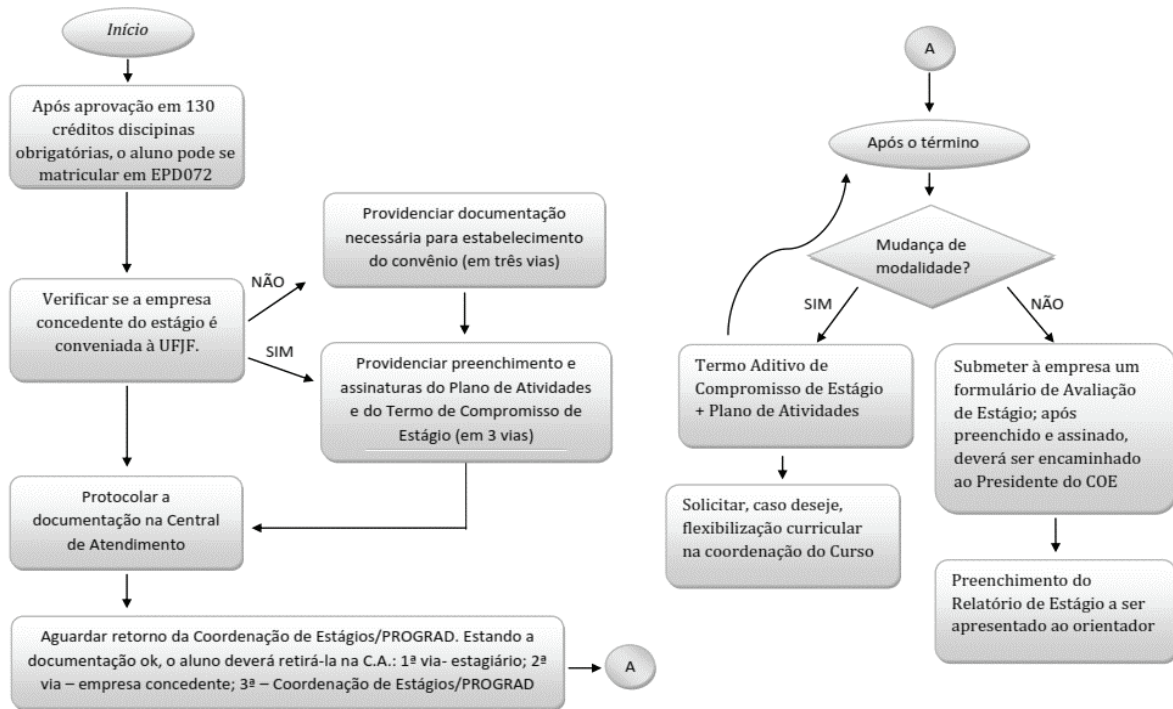 Início
Após aprovação em 130
créditos discipinas
obrigatórias, o aluno pode se
matricular em EPD072
Verificar se a empresa
concedente do estágio é
conveniada à UFJF.
NÃO
SIM
Providenciar documentação
necessária para estabelecimento
do convênio (em três vias)
Providenciar preenchimento e
assinaturas do Plano de Atividades
e do Termo de Compromisso de
Estágio (em 3 vias)
Protocolar a
documentação na Central
de Atendimento
Aguardar retorno da Coordenação de Estágios/PROGRAD. Estando a
documentação ok, o aluno deverá retirá-la na C.A.: 1ª via- estagiário; 2ª
via – empresa concedente; 3ª – Coordenação de Estágios/PROGRAD
A
A
Após o término
Mudança de
modalidade?
SIM
NÃO
Termo Aditivo de
Compromisso de Estágio
+ Plano de Atividades
Solicitar, caso deseje,
flexibilização curricular
na coordenação do Curso
Submeter à empresa um
formulário de Avaliação
de Estágio; após
preenchido e assinado,
deverá ser encaminhado
ao Presidente do COE
Preenchimento do
Relatório de Estágio a ser
apresentado ao orientador